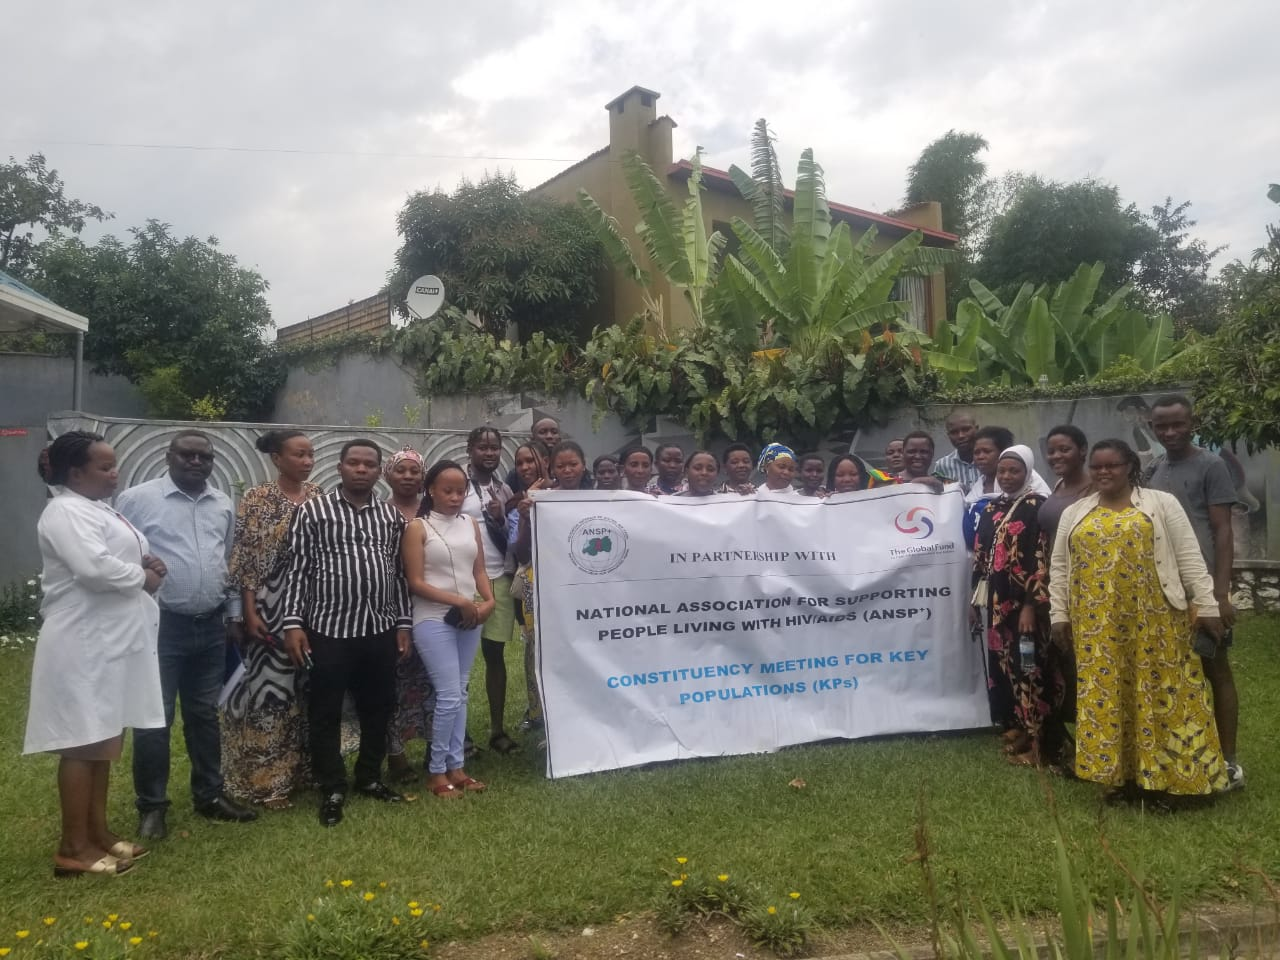 CANAL+
ANSP+
The Global Fund
IN PARTNERSHIP WITH
NATIONAL ASSOCIATION FOR SUPPORTING
PEOPLE LIVING WITH HIV/AIDS (ANSP+)
CONSTITUENCY MEETING FOR KEY
POPULATIONS (KPs)